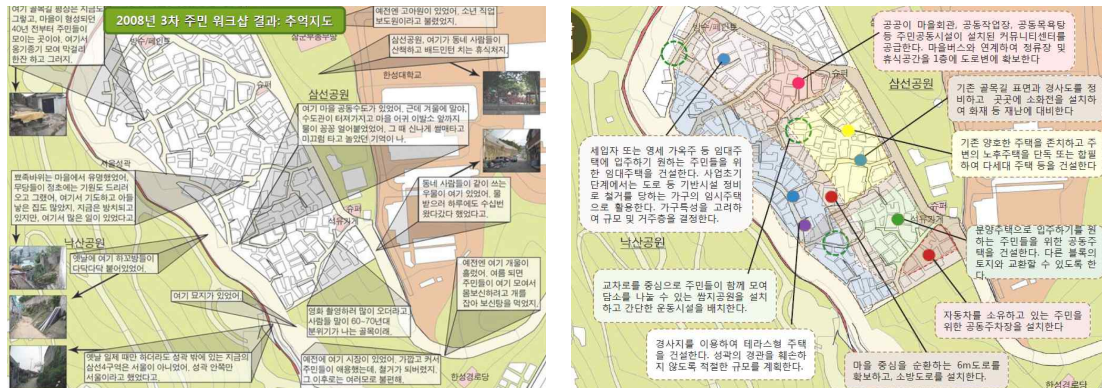 2008년 3차 주민 워크샵 결과: 추억지도
여기 골목길 평상은 지금도
그렇고, 마을이 형성되던
40년 전부터 주민들이
모이는 곳이야. 여기서
옹기종기 모여 막걸리
한잔 하고 그러지.
예전엔 고아원이 있었어. 소년 직업
보도원이라고 불렸었지.
삼군부총무당
방수/페인트
삼선공원, 여기가 동네 사람들이
산책하고 배드민턴 치는 휴식처지.
한성대학교
슈퍼
삼선공원
여기 마을 공동수도가 있었어. 근데 겨울에 말야,
수도관이 터져가지고 마을 어귀 이발소 앞까지
물이 꽁꽁 얼어붙었었어, 그 때 신나게 썰매타고
미끄럼 타고 놀았던 기억이 나.
서울성곽
뾰족바위는 마을에서 유명했었어.
무당들이 정초에는 기원도 드리러
오고 그랬어, 여기서 기도하고 아들
낳은 집도 많았지. 지금은 방치되고
있지만, 여기서 많은 일이 있었다고.
동네 사람들이 같이 쓰는
우물이 여기 있었어. 물
받으러 하루에도 수십번
왔다갔다 했었다고.
슈퍼
석유가게
낙산공원
옛날에 여기 하꼬방들이
다닥다닥 붙어있었어.
여기 묘지가 있었어.
예전엔 여기 개울이
흘렀어. 여름 되면
주민들이 여기 모여서
몸보신하려고 개를
잡아 보신탕을 먹었지.
영화 촬영하러 많이 오더라고.
사람들 말이 60~70년대
분위기가 나는 골목이래.
옛날 일제 때만 하더라도 성곽 밖에 있는 지금의
삼선4구역은 서울이 아니었어, 성곽 안쪽만
서울이라고 했었다고.
예전에 여기 시장이 있었어. 가깝고 커서
주민들이 애용했는데, 철거가 되버렸지.
그 이후로는 여러모로 불편해.
한성경로당
방수/페인트
공공이 마을회관, 공동작업장, 공동목욕탕
등 주민공동시설이 설치된 커뮤니티센터를
공급한다. 마을버스와 연계하여 정류장 및
휴식공간을 1층에 도로변에 확보한다
슈퍼
삼선공원
기존 골목길 표면과 경사도를 정
비하고 곳곳에 소화전을 설치하
여 화재 등 재난에 대비한다
세입자 또는 영세 가옥주 등 임대주
택에 입주하기 원하는 주민들을 위
한 임대주택을 건설한다. 사업초기
단계에서는 도로 등 기반시설 정비
로 철거를 당하는 가구의 임시주택
으로 활용한다. 가구특성을 고려하
여 규모 및 거주층을 결정한다.
기존 양호한 주택을 존치하고 주
변의 노후주택을 단독 또는 합필
하여 다세대 주택 등을 건설한다
슈퍼
석유가게
낙산공원
분양주택으로 입주하기를 원
하는 주민들을 위한 공동주
택을 건설한다. 다른 블록의
토지와 교환할 수 있도록 한
다.
교차로를 중심으로 주민들이 함께 모여
담소를 나눌 수 있는 쌈지공원을 설치
하고 간단한 운동시설을 배치한다.
자동차를 소유하고 있는 주민을
위한 공동주차장을 설치한다
경사지를 이용하여 테라스형 주택
을 건설한다. 성곽의 경관을 훼손하
지 않도록 적절한 규모를 계획한다.
마을 중심을 순환하는 6m도로를
확보하고, 소방도로를 설치한다.
한성경로당